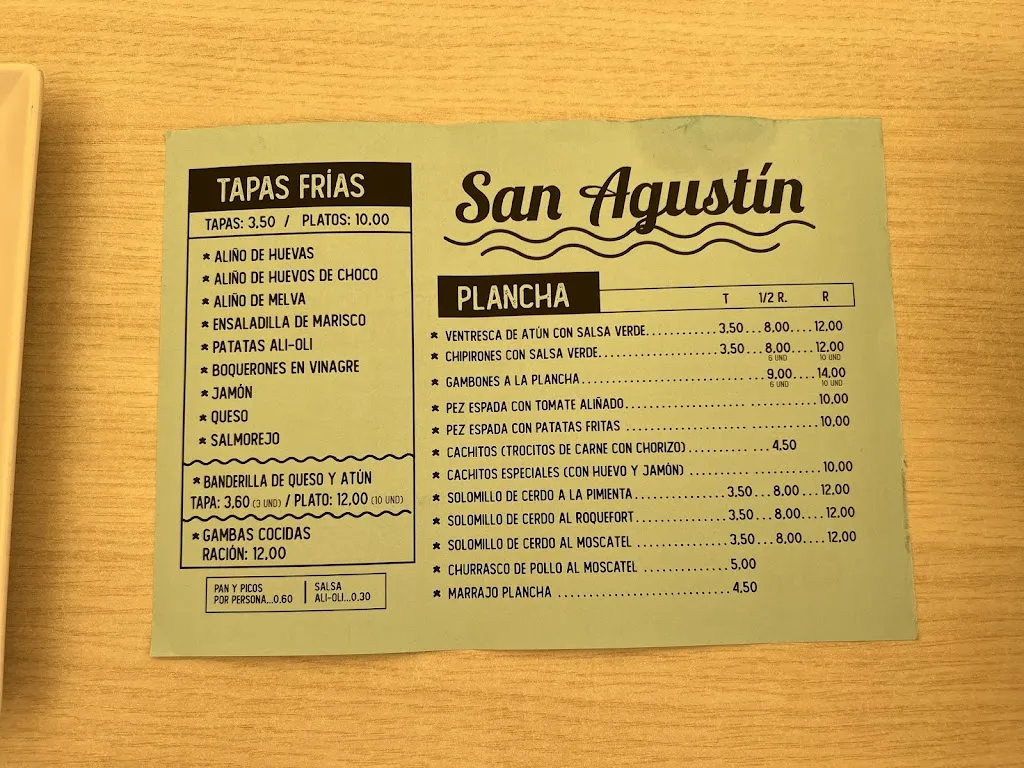 TAPAS FRÍAS
TAPAS: 3,50 / PLATOS: 10,00
* ALIÑO DE HUEVAS
* ALIÑO DE HUEVOS DE CHOCO
* ALIÑO DE MELVA
* ENSALADILLA DE MARISCO
* PATATAS ALI-OLI
* BOQUERONES EN VINAGRE
* JAMÓN
* QUESO
* SALMOREJO
* BANDERILLA DE QUESO Y ATÚN
TAPA: 3,60 (3 UND) / PLATO: 12,00 (10 UND)
* GAMBAS COCIDAS
RACIÓN: 12,00
PAN Y PICOS
POR PERSONA...0,60
SALSA
ALI-OLI...0,30
San Agustín
PLANCHA T 1/2 R. R
* VENTRESCA DE ATÚN CON SALSA VERDE............3,50...8,00....12,00
* CHIPIRONES CON SALSA VERDE....................3,50...8,00....12,00
6 UND 10 UND
* GAMBONES A LA PLANCHA..............................9,00....14,00
6 UND 10 UND
* PEZ ESPADA CON TOMATE ALIÑADO.............................10,00
* PEZ ESPADA CON PATATAS FRITAS .............................10,00
* CACHITOS (TROCITOS DE CARNE CON CHORIZO)............4,50
* CACHITOS ESPECIALES (CON HUEVO Y JAMÓN) ....................10,00
* SOLOMILLO DE CERDO A LA PIMIENTA..............3,50...8,00....12,00
* SOLOMILLO DE CERDO AL ROQUEFORT..............3,50...8,00....12,00
* SOLOMILLO DE CERDO AL MOSCATEL ..............3,50...8,00....12,00
* CHURRASCO DE POLLO AL MOSCATEL .............5,00
* MARRAJO PLANCHA ..........................4,50